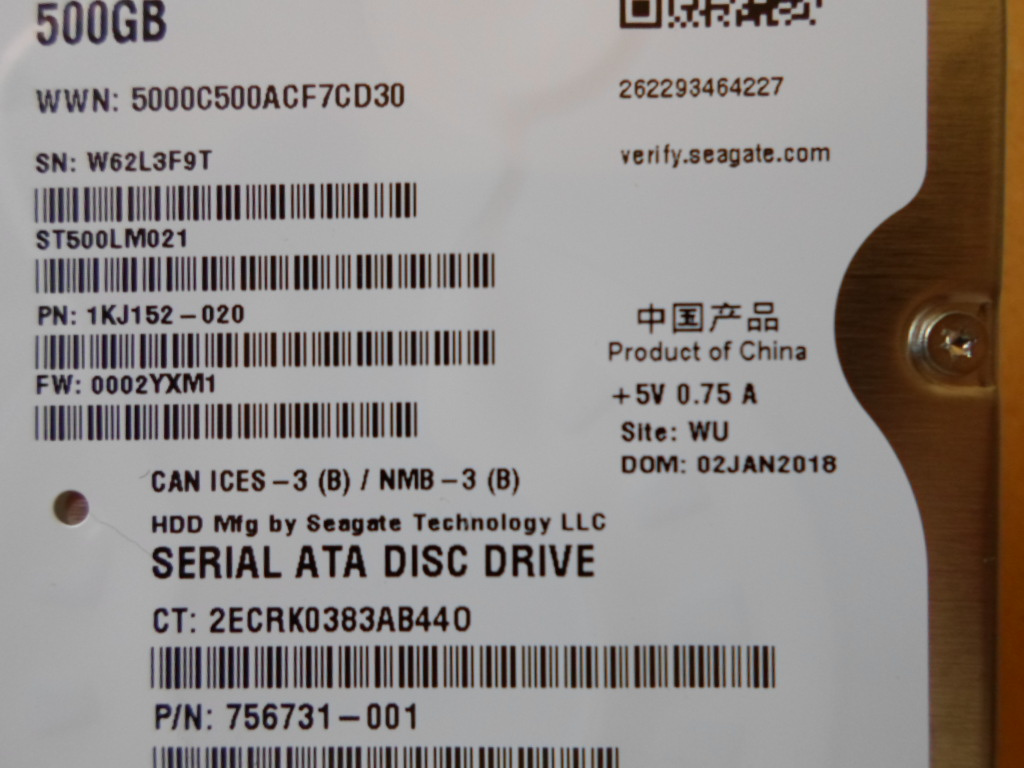 500GB
WWN: 5000C500ACF7CD30
SN: W62L3F9T
ST500LM021
PN: 1KJ152-020
FW: 0002YXM1
262293464227
verify.seagate.com
中国产品
Product of China
+5V 0.75 A
Site: WU
DOM: 02JAN2018
CAN ICES-3 (B) / NMB-3 (B)
HDD Mfg by Seagate Technology LLC
SERIAL ATA DISC DRIVE
CT: 2ECRK0383AB44O
P/N: 756731-001